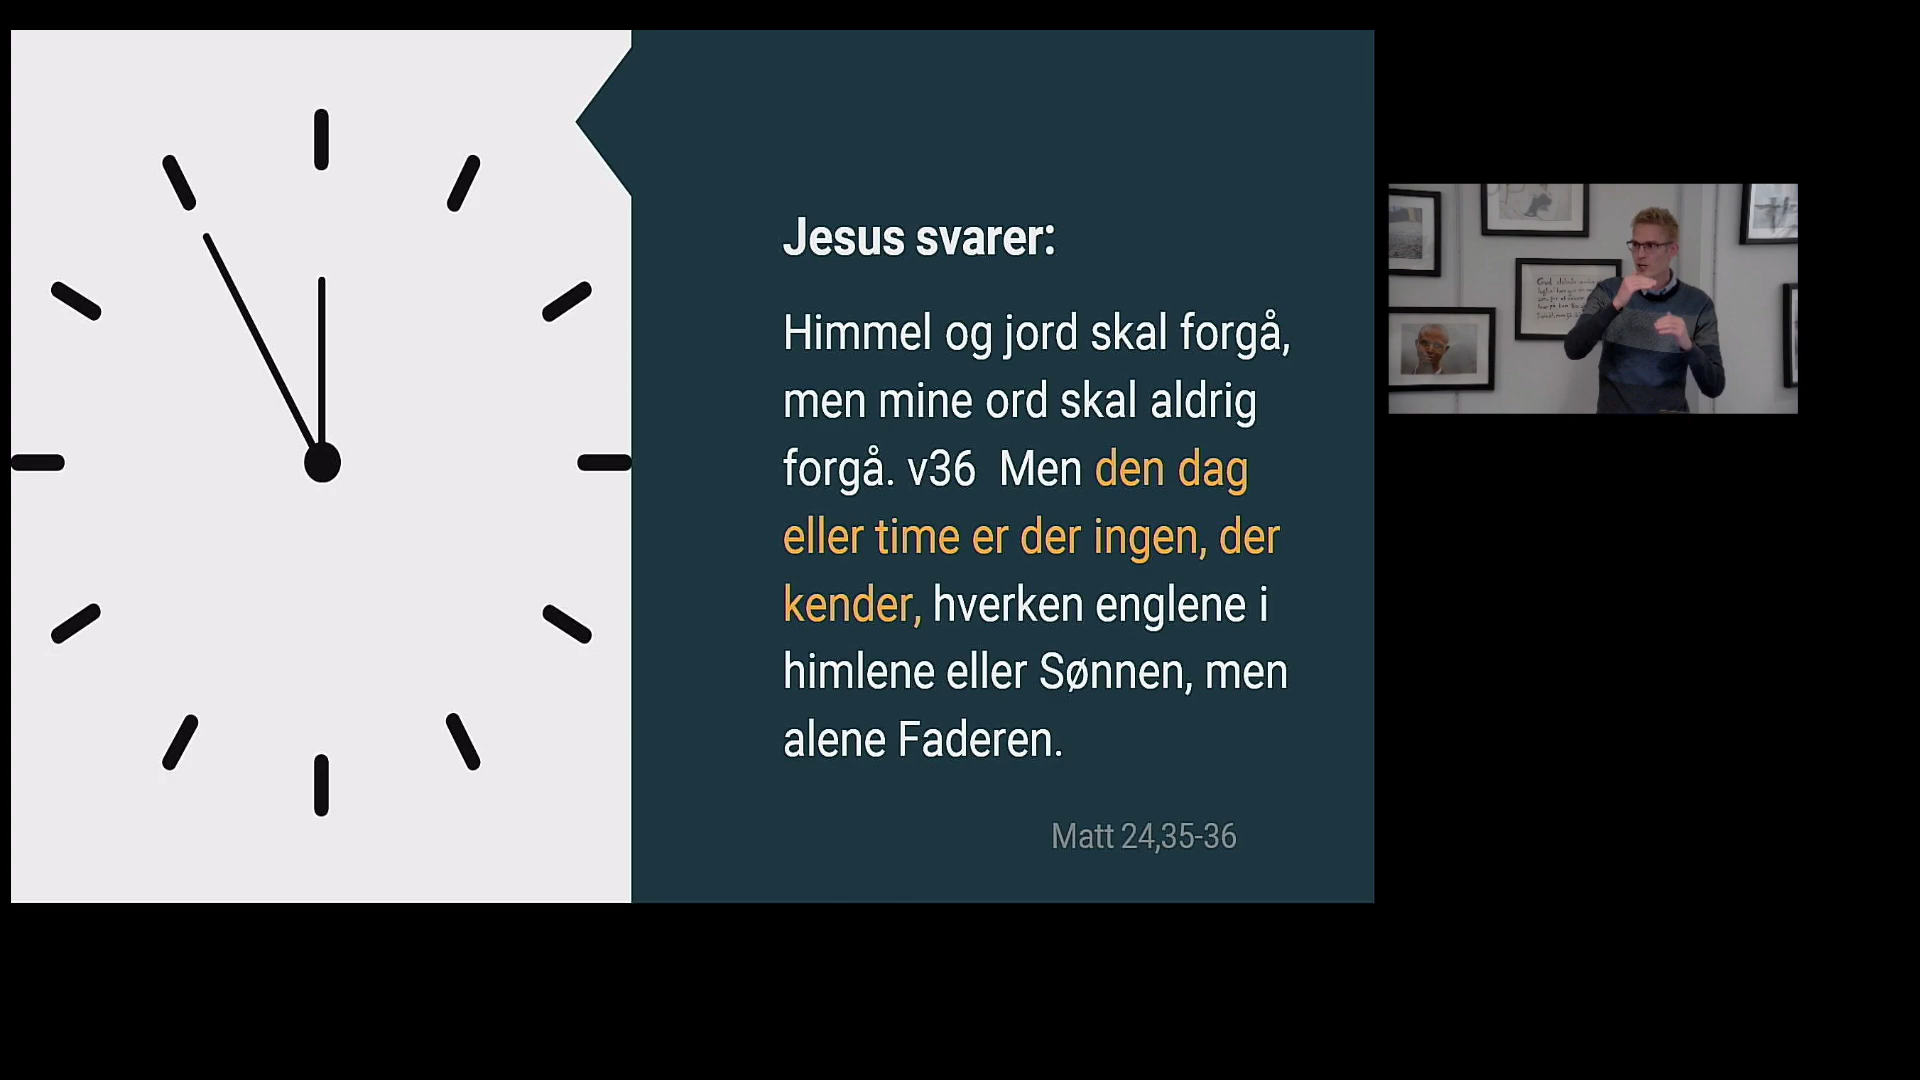 Jesus svarer:
Himmel og jord skal forgå,
men mine ord skal aldrig
forgå. v36  Men den dag
eller time er der ingen, der
kender, hverken englene i
himlene eller Sønnen, men
alene Faderen.
Matt 24,35-36